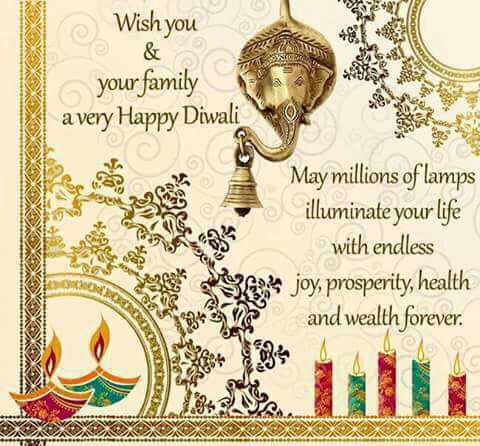 Wish you
&
your family
a very Happy Diwali
May millions of lamps
illuminate your life
with endless
joy, prosperity, health
and wealth forever.